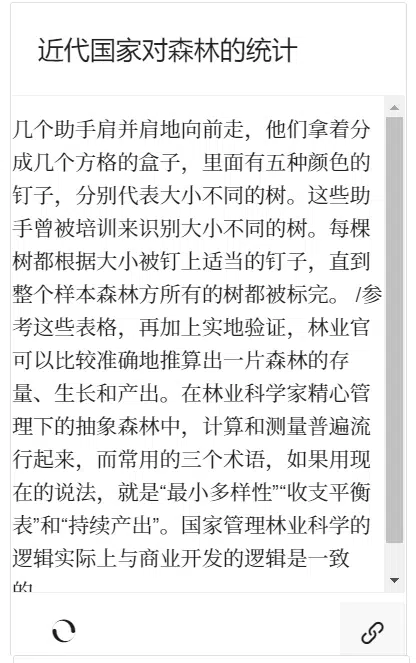 近代国家对森林的统计
几个助手肩并肩地向前走，他们拿着分
成几个方格的盒子，里面有五种颜色的
钉子，分别代表大小不同的树。这些助
手曾被培训来识别大小不同的树。每棵
树都根据大小被钉上适当的钉子，直到
整个样本森林方所有的树都被标完。 /参
考这些表格，再加上实地验证，林业官
可以比较准确地推算出一片森林的存
量、生长和产出。在林业科学家精心管
理下的抽象森林中，计算和测量普遍流
行起来，而常用的三个术语，如果用现
在的说法，就是“最小多样性”“收支平衡
表”和“持续产出”。国家管理林业科学的
逻辑实际上与商业开发的逻辑是一致
的